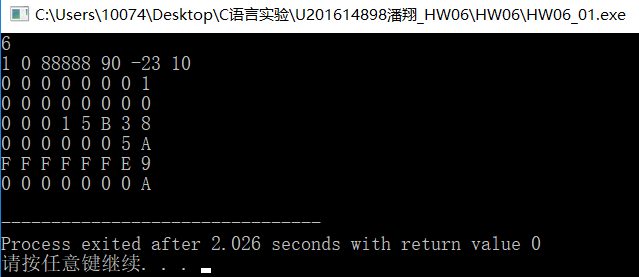 C:\Users\10074\Desktop\C语言实验\U201614898潘翔_HW06\HW06\HW06_01.exe
6
1 0 88888 90 -23 10
0 0 0 0 0 0 0 1
0 0 0 0 0 0 0 0
0 0 0 1 5 B 3 8
0 0 0 0 0 0 5 A
F F F F F F E 9
0 0 0 0 0 0 0 A
--------------------------------
Process exited after 2.026 seconds with return value 0
请按任意键继续. . .